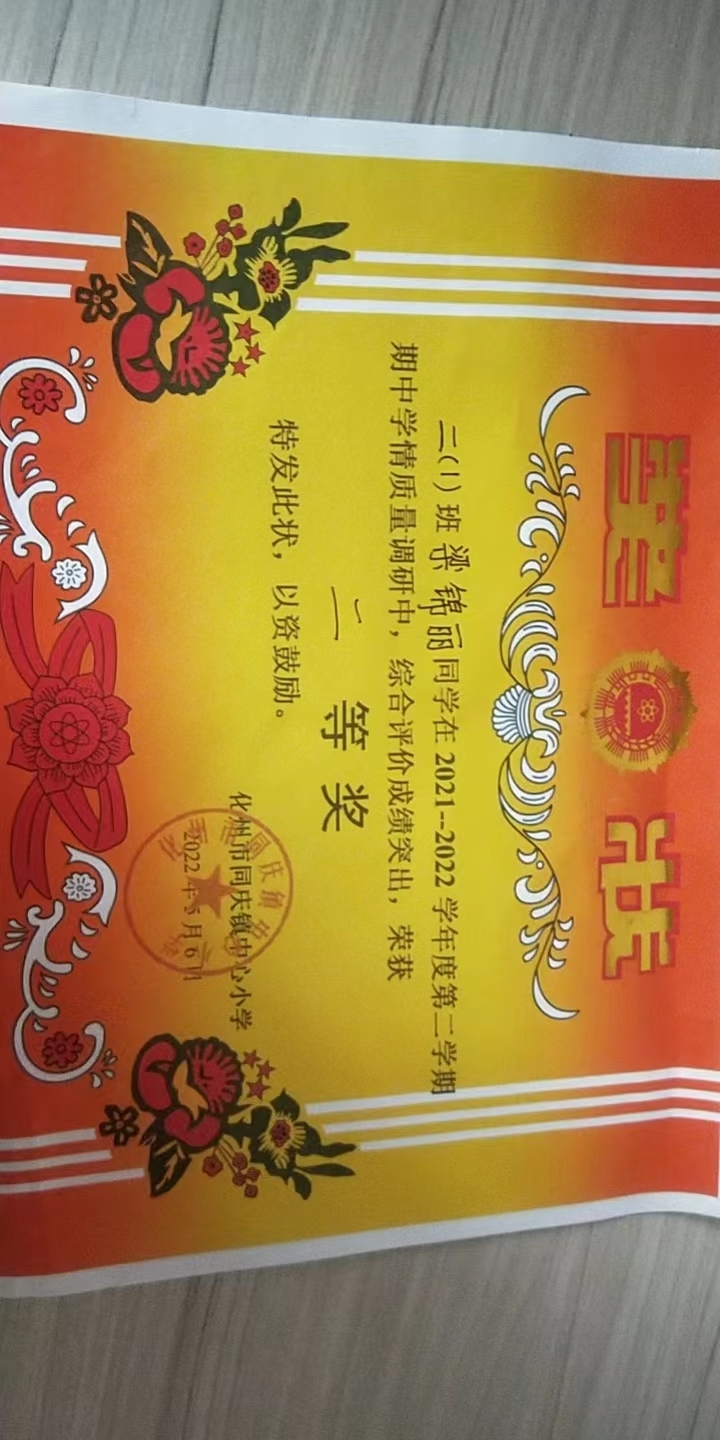 奖状
二(1)班梁锦丽同学在2021--2022学年度第二学期
期中学情质量调研中，综合评价成绩突出，荣获
二等奖
特发此状，以资鼓励。
化州市同庆镇中心小学
2022年5月6日